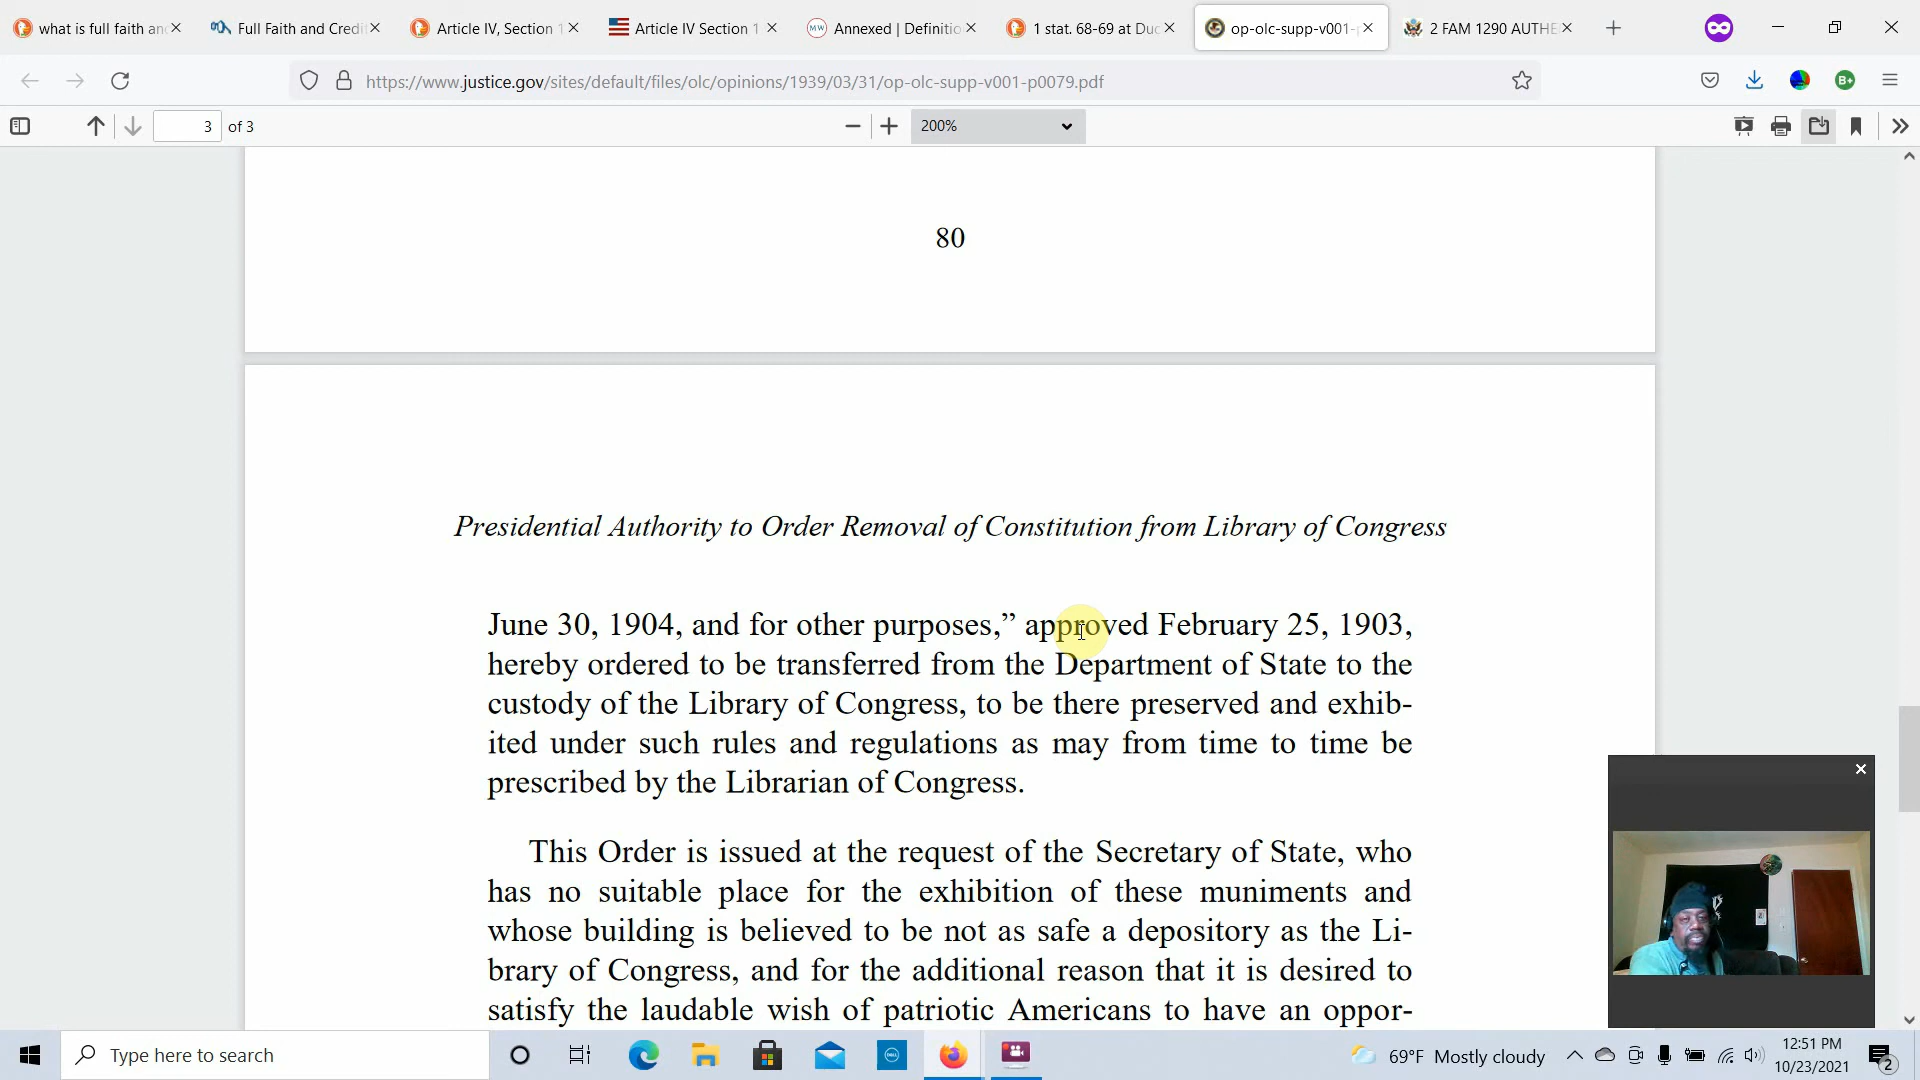 what is full faith an
Full Faith and Credi
Article IV, Section 1
Article IV Section 1
MW Annexed | Definitio
1 stat. 68-69 at Duc
op-olc-supp-v001-
2 FAM 1290 AUTHE
https://www.justice.gov/sites/default/files/olc/opinions/1939/03/31/op-olc-supp-v001-p0079.pdf
B+
3 of 3
200%
80
Presidential Authority to Order Removal of Constitution from Library of Congress
June 30, 1904, and for other purposes,” approved February 25, 1903,
hereby ordered to be transferred from the Department of State to the
custody of the Library of Congress, to be there preserved and exhib-
ited under such rules and regulations as may from time to time be
prescribed by the Librarian of Congress.
This Order is issued at the request of the Secretary of State, who
has no suitable place for the exhibition of these muniments and
whose building is believed to be not as safe a depository as the Li-
brary of Congress, and for the additional reason that it is desired to
satisfy the laudable wish of patriotic Americans to have an oppor-
Type here to search
DELL
69°F Mostly cloudy
12:51 PM
10/23/2021
2